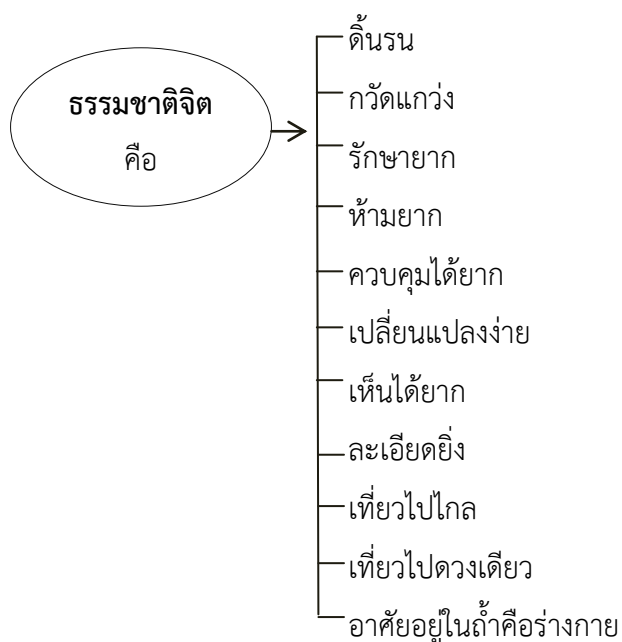 ธรรมชาติจิต
คือ
ดิ้นรน
กวัดแกว่ง
รักษายาก
ห้ามยาก
ควบคุมได้ยาก
เปลี่ยนแปลงง่าย
เห็นได้ยาก
ละเอียดยิ่ง
เที่ยวไปไกล
เที่ยวไปดวงเดียว
อาศัยอยู่ในถ้ำคือร่างกาย